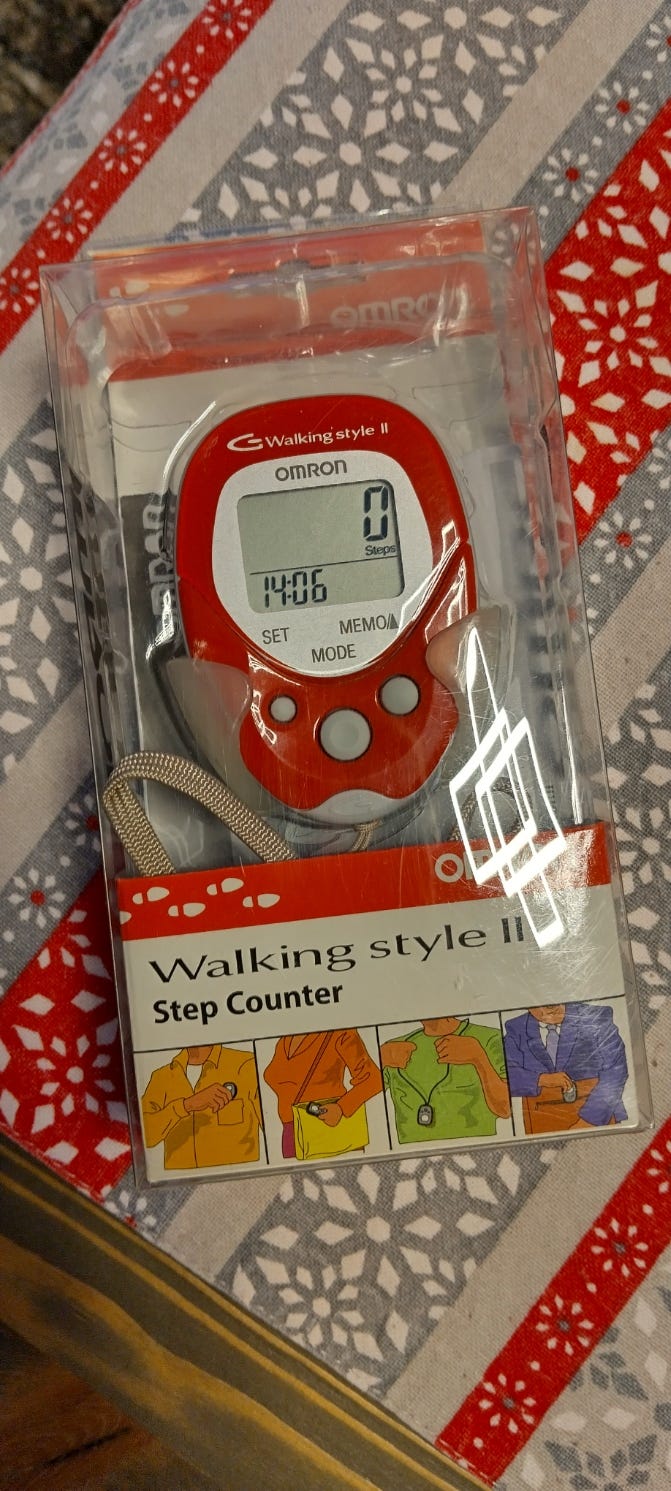 OMRON
Walking style II
OMRON
0
Steps
14:06
SET
MEMO/▲
MODE
Walking style II
Step Counter